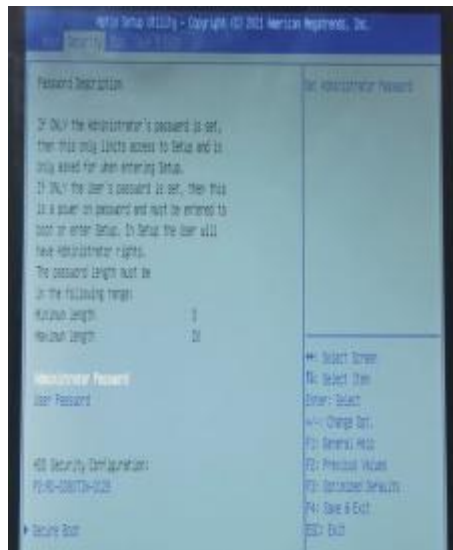 Aptio Setup Utility - Copyright (C) 2021 American Megatrends, Inc.
Security
Password Description
Set Administrator Password
If ONLY the Administrator's password is set,
then this only limits access to Setup and is
only asked for when entering Setup.
If ONLY the User's password is set, then this
is a power on password and must be entered to
boot or enter Setup. In Setup the User will
have Administrator rights.
The password length must be
in the following range:
Minimum length 3
Maximum length 20
Administrator Password
User Password
HDD Security Configuration:
Secure Boot
Select Screen
Select Item
Enter: Select
+/-: Change Opt.
F1: General Help
F2: Previous Values
F3: Optimized Defaults
F4: Save & Exit
ESC: Exit